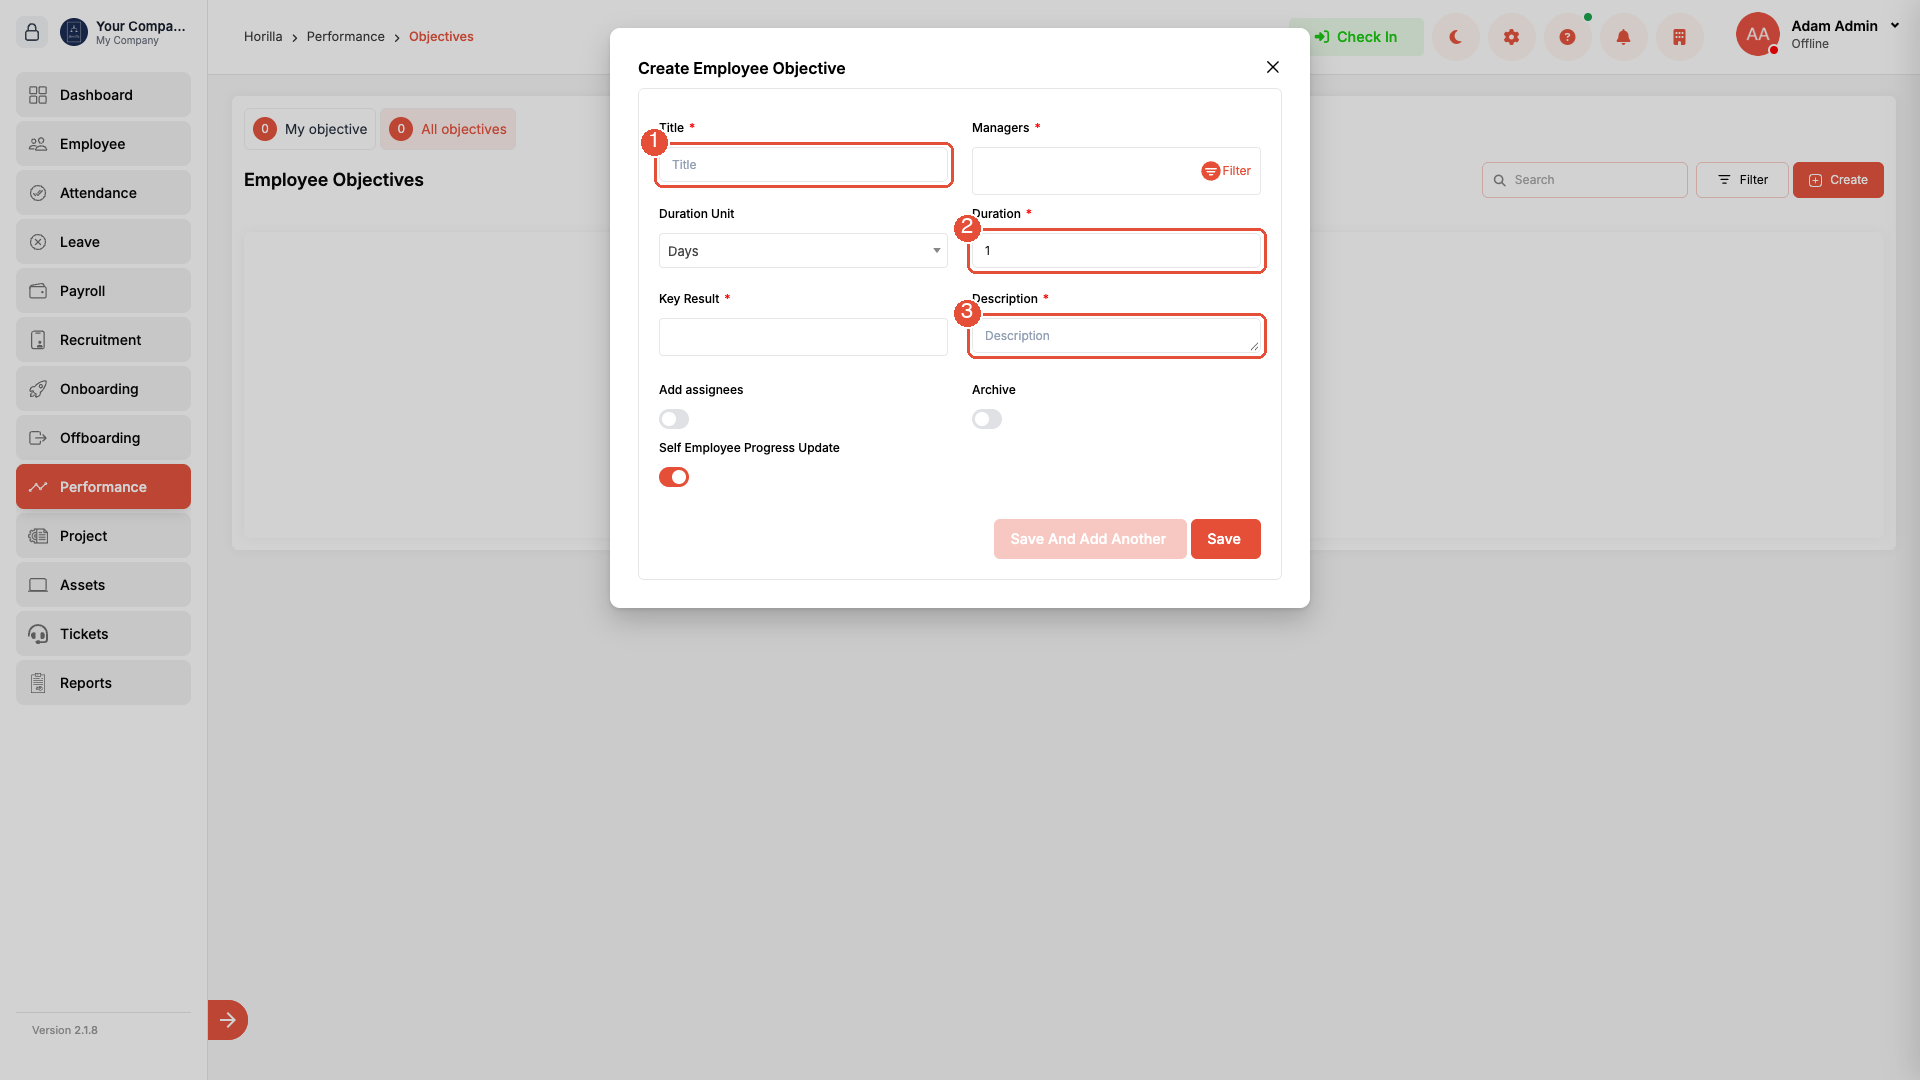 Your Compa...
My Company
Horilla > Performance > Objectives
Check In
AA
Adam Admin
Offline
Dashboard
Employee
Attendance
Leave
Payroll
Recruitment
Onboarding
Offboarding
Performance
Project
Assets
Tickets
Reports
Version 2.1.8
0 My objective
0 All objectives
Employee Objectives
Search
Filter
Create
Create Employee Objective
Title *
1
Title
Managers *
Filter
Duration Unit
Days
Duration *
2
1
Key Result *
Description *
3
Description
Add assignees
Archive
Self Employee Progress Update
Save And Add Another
Save